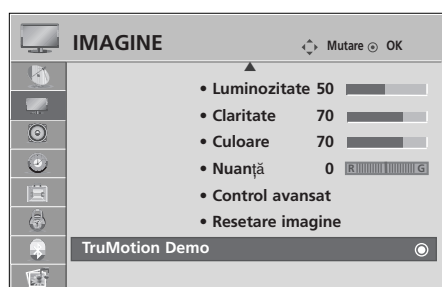 IMAGINE Mutare OK
• Luminozitate 50
• Claritate 70
• Culoare 70
• Nuanță 0 R G
• Control avansat
• Resetare imagine
TruMotion Demo